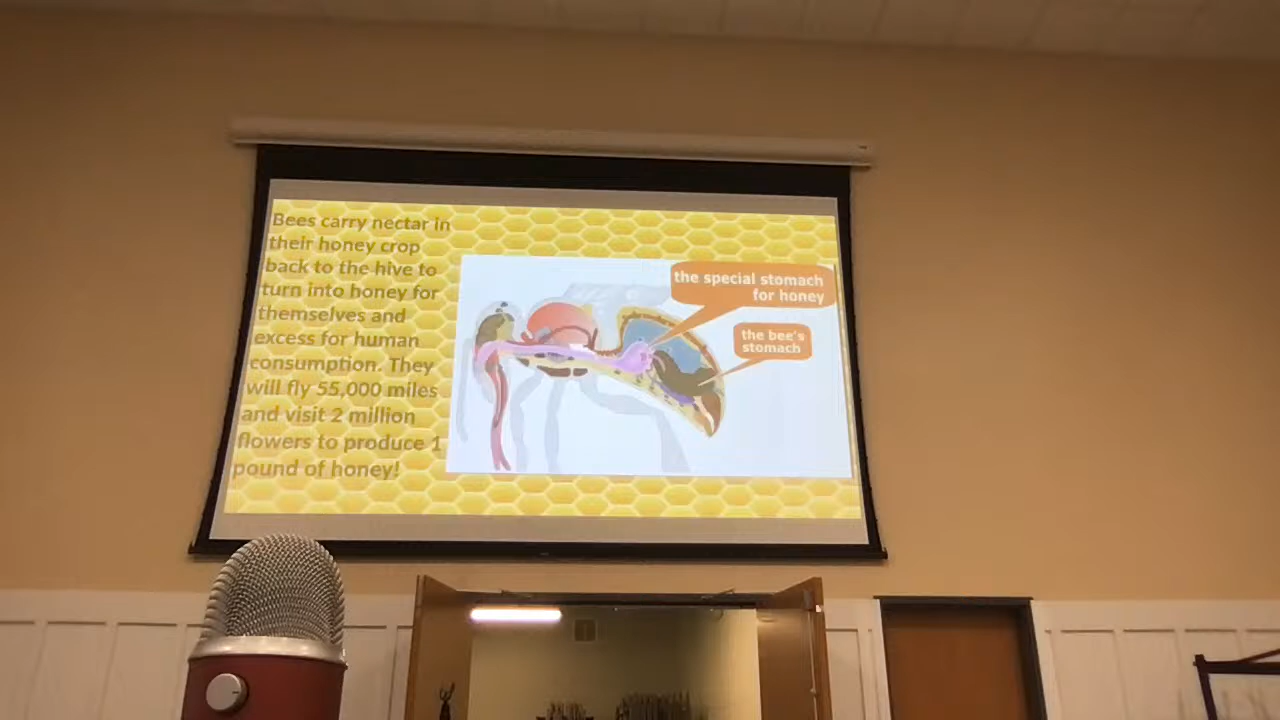 Bees carry nectar in
their honey crop
back to the hive to
turn into honey for
themselves and
excess for human
consumption. They
will fly 55,000 miles
and visit 2 million
flowers to produce 1
pound of honey!
the special stomach
for honey
the bee's
stomach